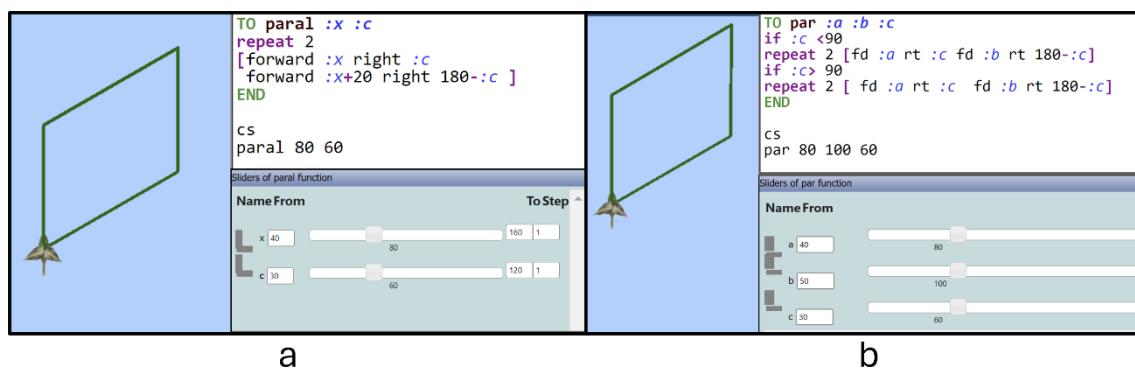 TO paral :x :c
repeat 2
[forward :x right :c
forward :x+20 right 180-:c ]
END
cs
paral 80 60
Sliders of paral function
Name From To Step
x 40 160 1
80
c 30 120 1
60
a
TO par :a :b :c
if :c <90
repeat 2 [fd :a rt :c fd :b rt 180-:c]
if :c> 90
repeat 2 [ fd :a rt :c fd :b rt 180-:c]
END
cs
par 80 100 60
Sliders of par function
Name From
a 40
80
b 50
100
c 30
60
b